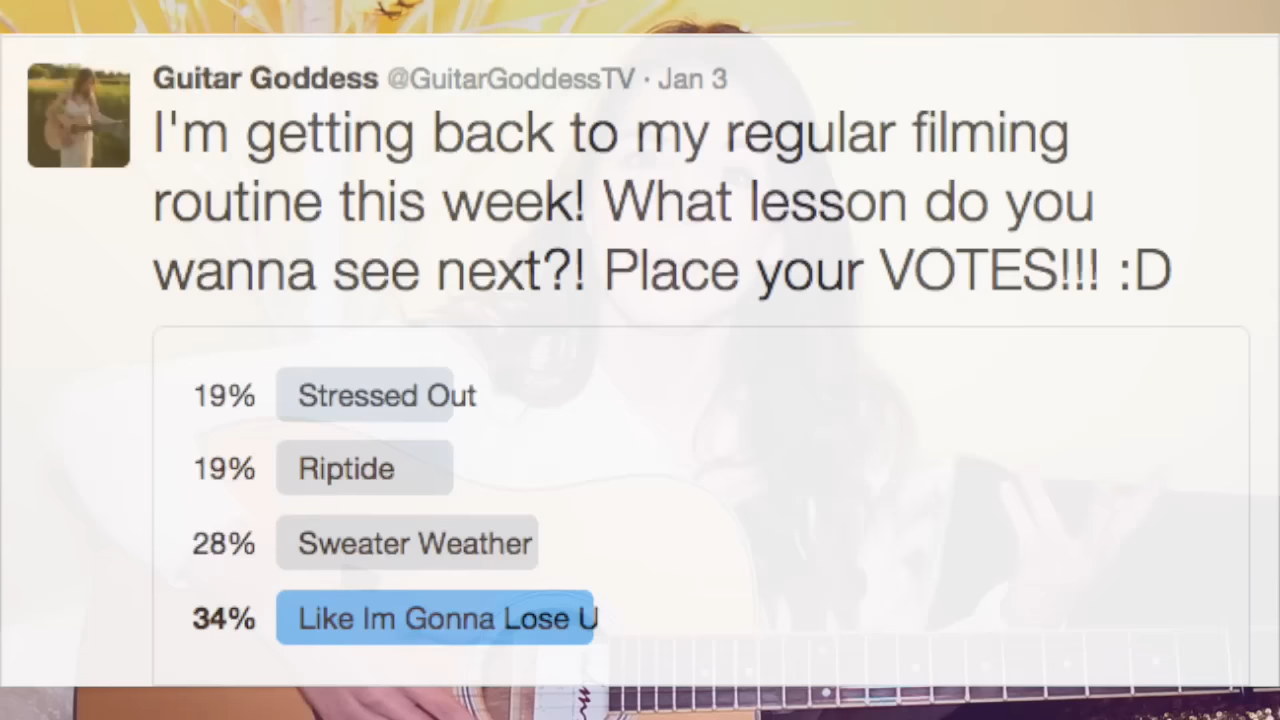 Guitar Goddess @GuitarGoddessTV · Jan 3
I'm getting back to my regular filming
routine this week! What lesson do you
wanna see next?! Place your VOTES!!! :D
19% Stressed Out
19% Riptide
28% Sweater Weather
34% Like Im Gonna Lose U